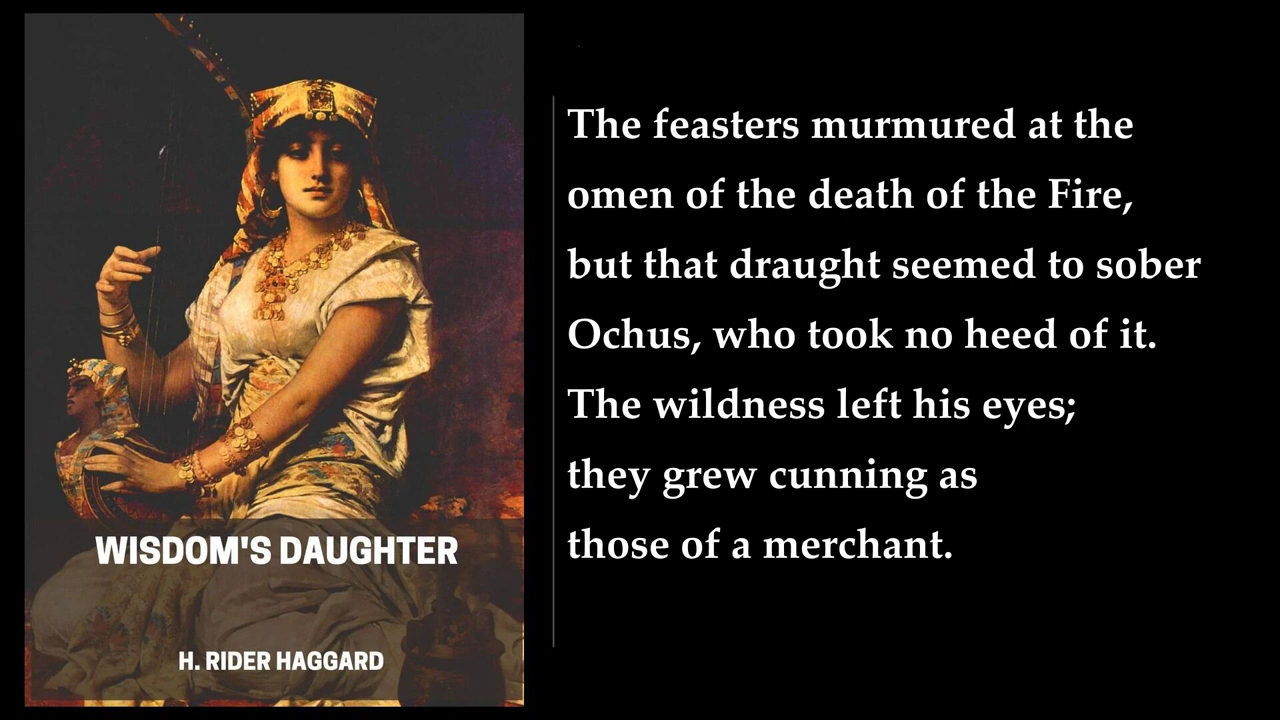 The feasters murmured at the
omen of the death of the Fire,
but that draught seemed to sober
Ochus, who took no heed of it.
The wildness left his eyes;
they grew cunning as
those of a merchant.
WISDOM'S DAUGHTER
H. RIDER HAGGARD